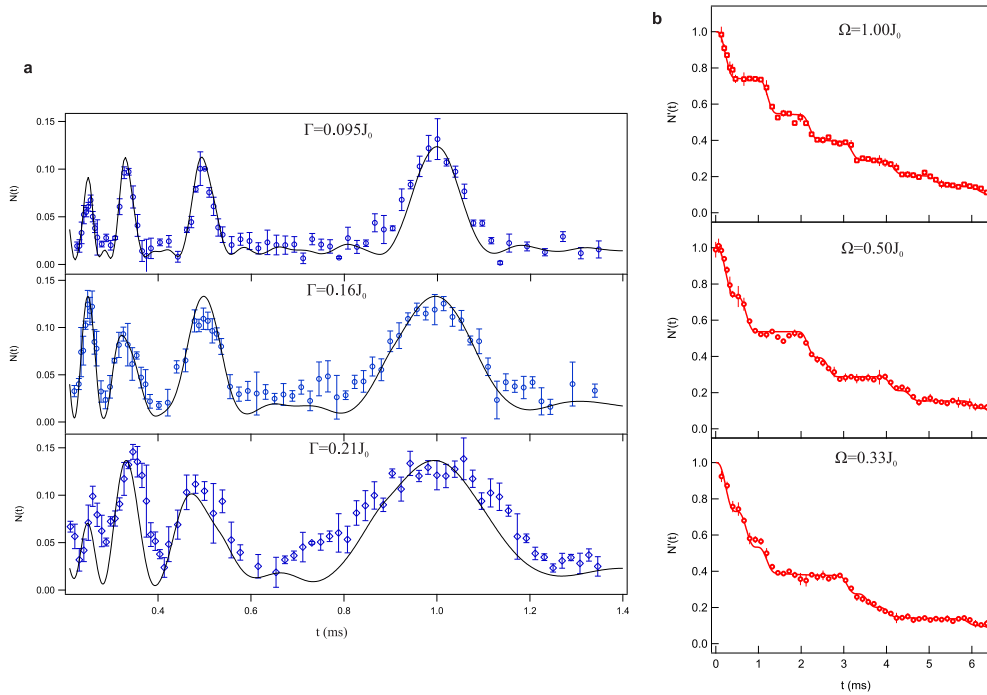 a
Γ=0.095J₀
N(t)
0.15
0.10
0.05
0.00
Γ=0.16J₀
N(t)
0.15
0.10
0.05
0.00
Γ=0.21J₀
N(t)
0.15
0.10
0.05
0.00
0.4 0.6 0.8 1.0 1.2 1.4
t (ms)
b
Ω=1.00J₀
N'(t)
1.0
0.8
0.6
0.4
0.2
0.0
Ω=0.50J₀
N'(t)
1.0
0.8
0.6
0.4
0.2
0.0
Ω=0.33J₀
N'(t)
1.0
0.8
0.6
0.4
0.2
0.0
0 1 2 3 4 5 6
t (ms)